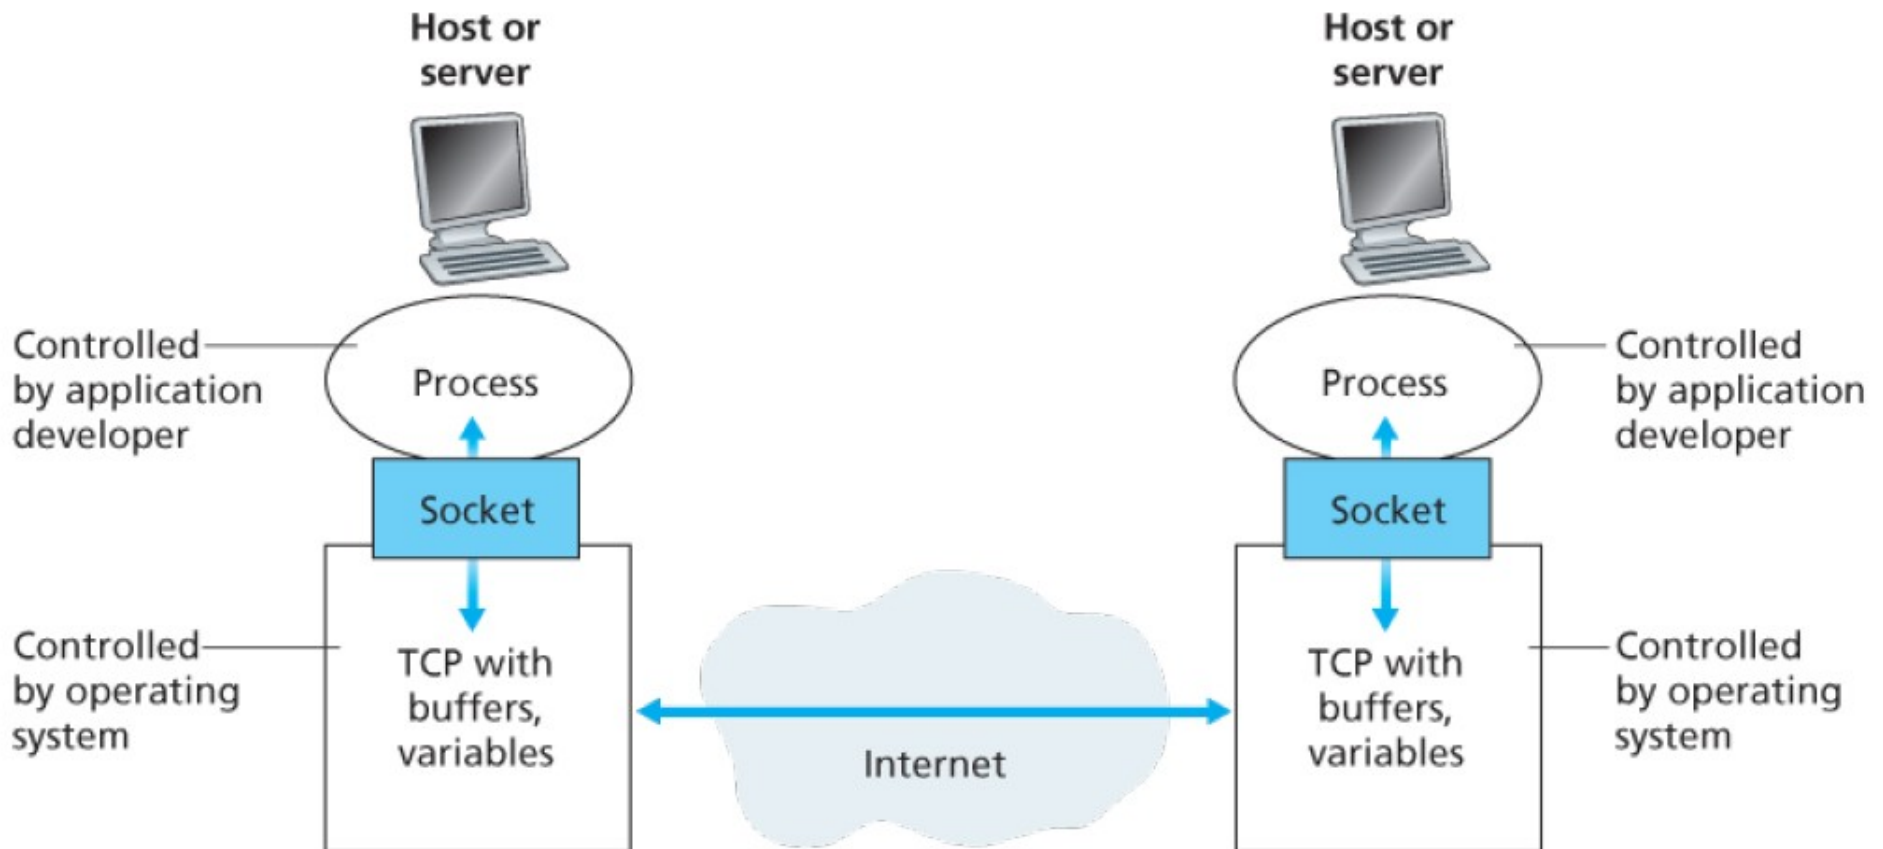 Host or
server
Host or
server
Controlled
by application
developer
Process
Process
Controlled
by application
developer
Socket
Socket
Controlled
by operating
system
TCP with
buffers,
variables
Internet
TCP with
buffers,
variables
Controlled
by operating
system